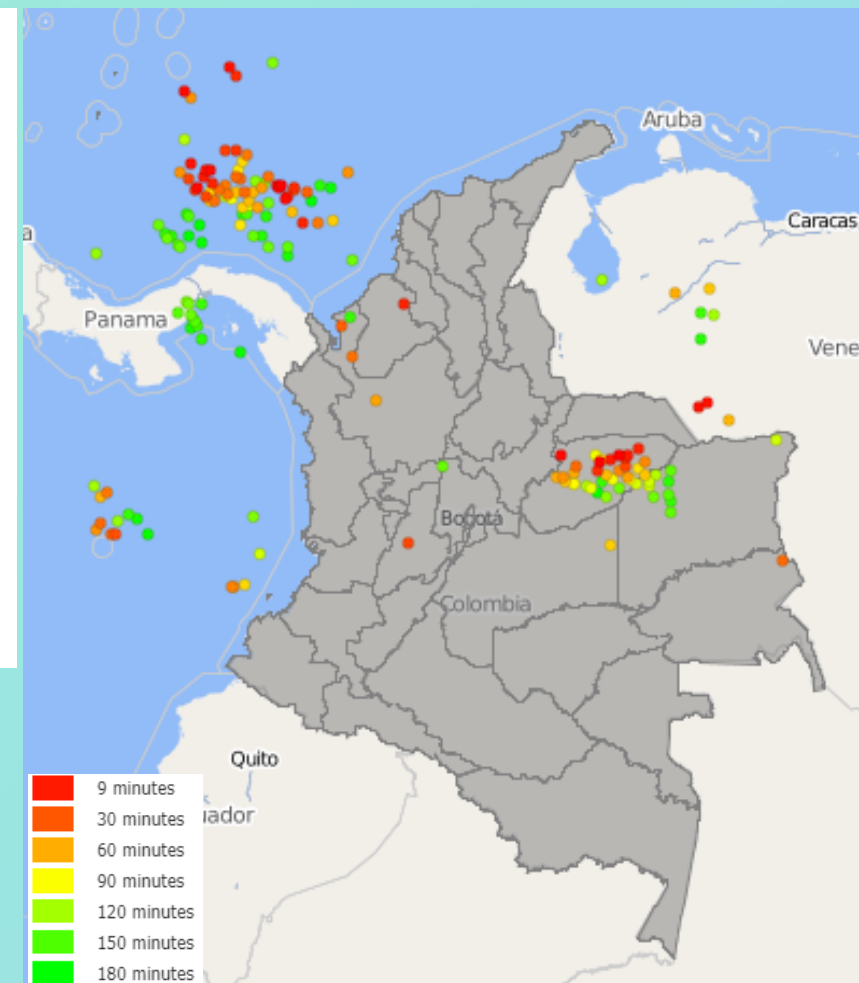 Aruba
Caracas
a
Panama
Vene
Bogotá
Colombia
Quito
uador
9 minutes
30 minutes
60 minutes
90 minutes
120 minutes
150 minutes
180 minutes